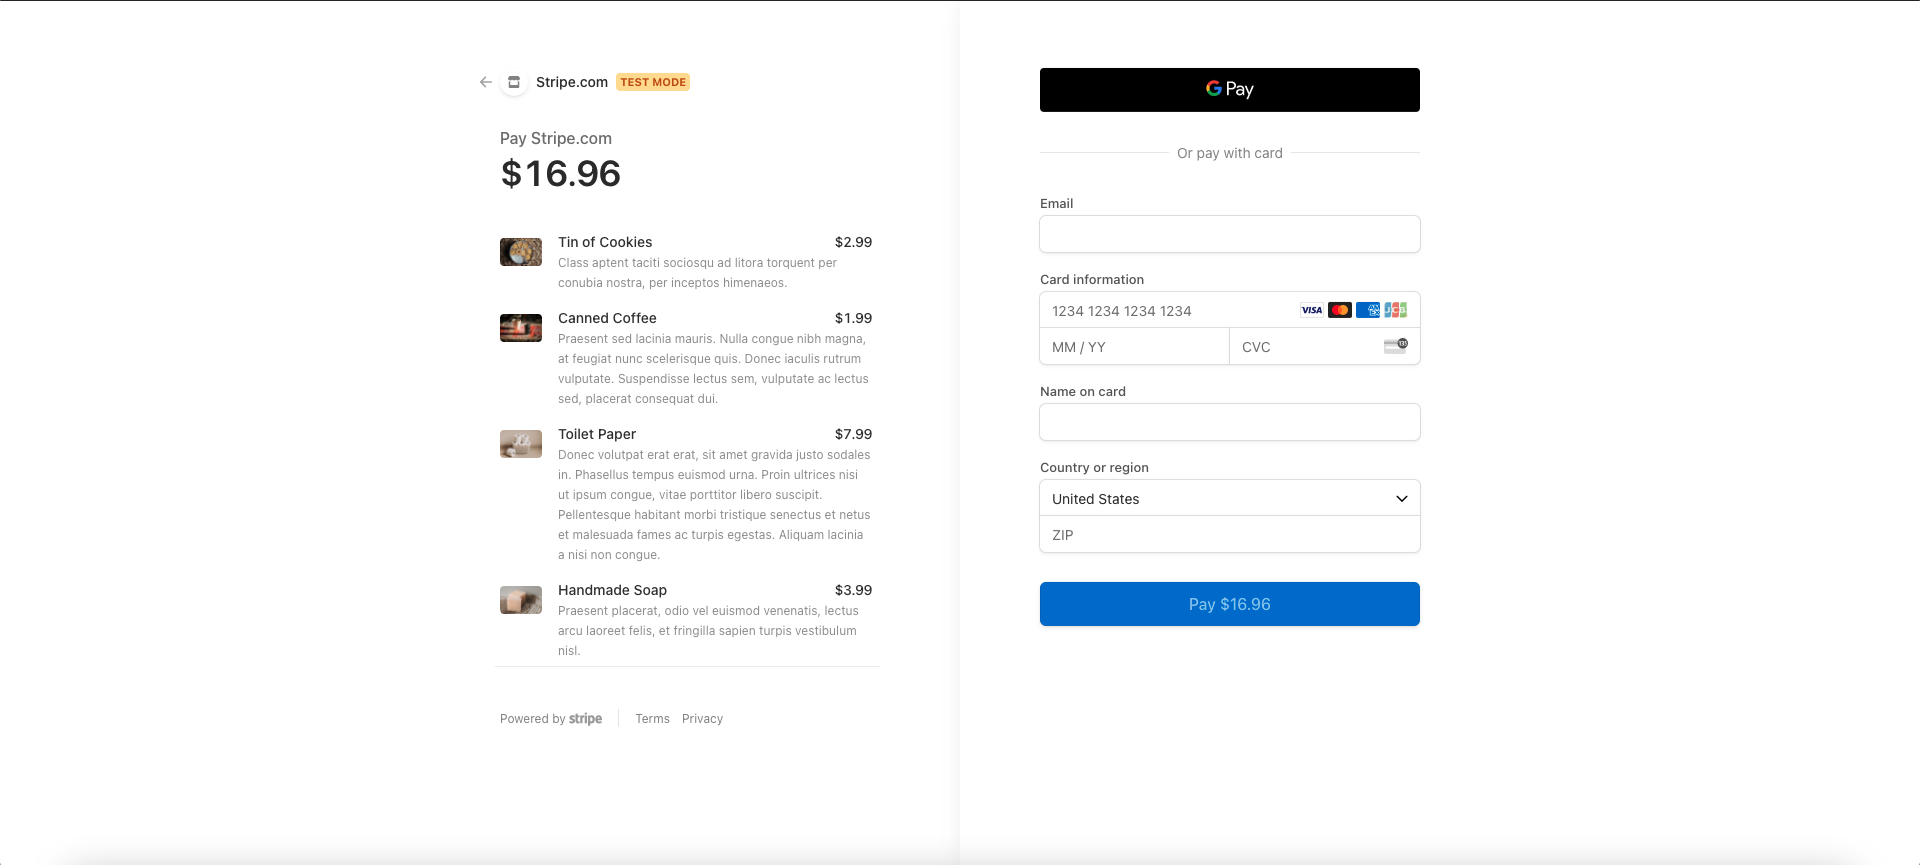 Stripe.com TEST MODE
Pay Stripe.com
$16.96
Tin of Cookies $2.99
Class aptent taciti sociosqu ad litora torquent per
conubia nostra, per inceptos himenaeos.
Canned Coffee $1.99
Praesent sed lacinia mauris. Nulla congue nibh magna,
at feugiat nunc scelerisque quis. Donec iaculis rutrum
vulputate. Suspendisse lectus sem, vulputate ac lectus
sed, placerat consequat dui.
Toilet Paper $7.99
Donec volutpat erat erat, sit amet gravida justo sodales
in. Phasellus tempus euismod urna. Proin ultrices nisi
ut ipsum congue, vitae porttitor libero suscipit.
Pellentesque habitant morbi tristique senectus et netus
et malesuada fames ac turpis egestas. Aliquam lacinia
a nisi non congue.
Handmade Soap $3.99
Praesent placerat, odio vel euismod venenatis, lectus
arcu laoreet felis, et fringilla sapien turpis vestibulum
nisl.
Powered by stripe Terms Privacy
G Pay
Or pay with card
Email
Card information
1234 1234 1234 1234 VISA AMEX JCB
MM / YY CVC 135
Name on card
Country or region
United States
ZIP
Pay $16.96